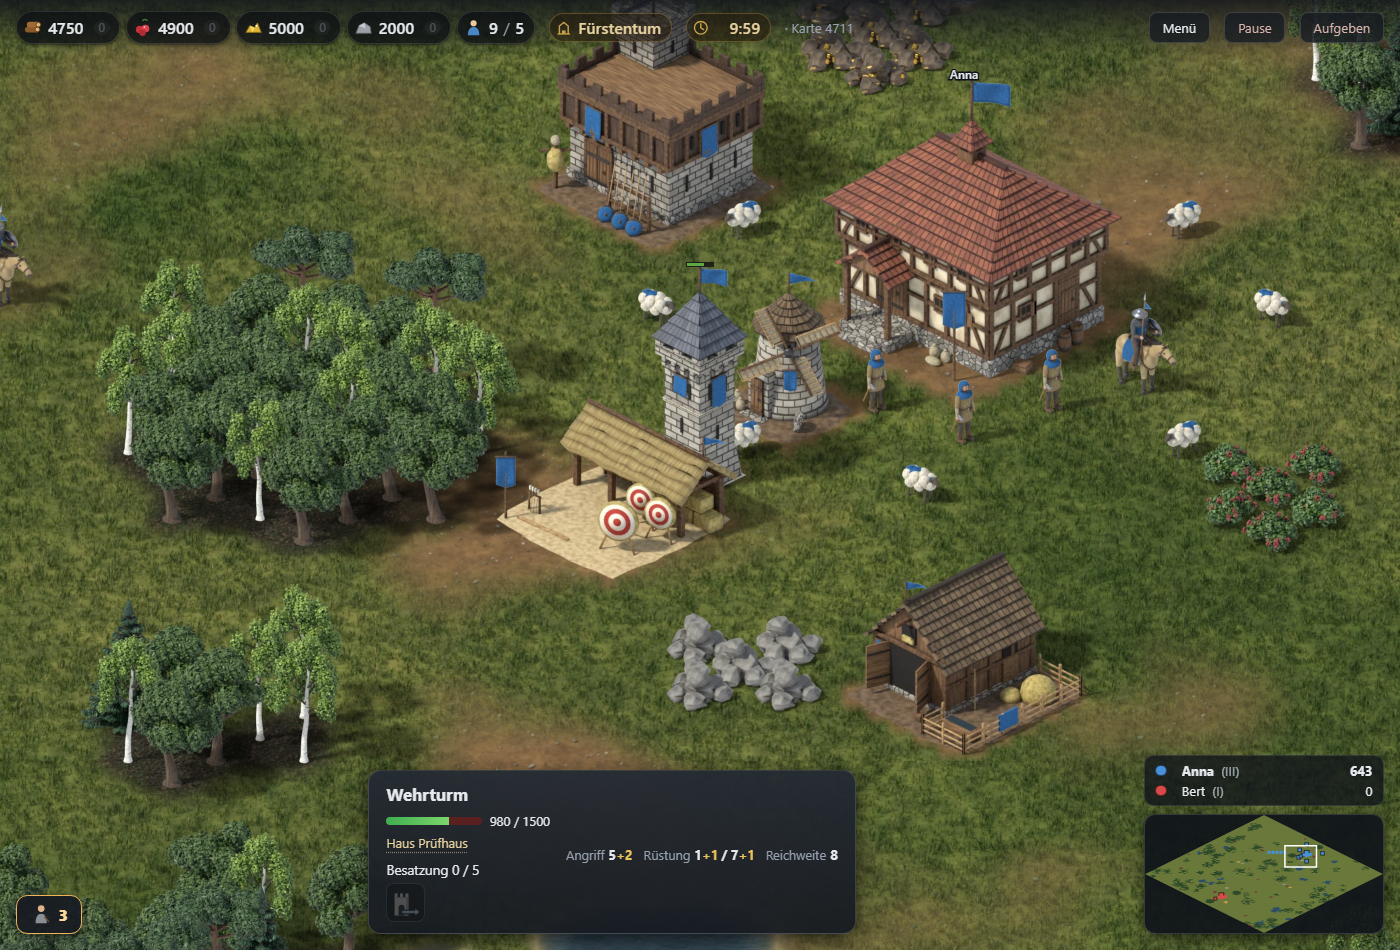 4750 0 4900 0 5000 0 2000 0 9 / 5 Fürstentum 9:59 · Karte 4711 Menü Pause Aufgeben
Anna
Wehrturm
980 / 1500
Haus Prüfhaus
Angriff 5+2 Rüstung 1+1 / 7+1 Reichweite 8
Besatzung 0 / 5
Anna (III) 643
Bert (I) 0
3